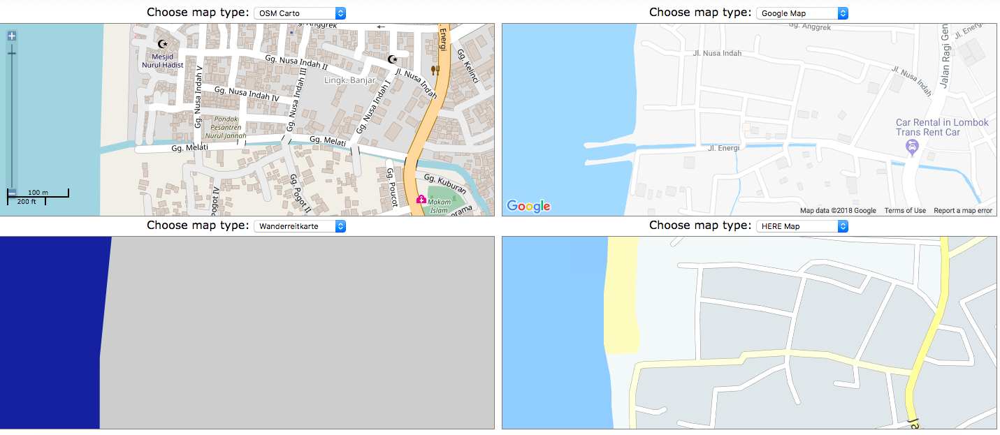 Choose map type: OSM Carto
Choose map type: Google Map
Gg. Anggrek
Energi
Mesjid
Nurul Hadist
Gg. Nusa Indah II
Gg. Kelinci
Lingk. Banjar
Jl. Nusa Indah
Gg. Nusa Indah V
Gg. Nusa Indah III
Gg. Nusa Indah IV
Gg. Nusa Indah I
Pondok
Pesantren
Nurul Jannah
Gg. Melati
Gg. Melati
Gg. Kuburan
Gg. Poucot
Gg. Pogot II
Pogot IV
Makam
Islam
orama
100 m
200 ft
Gg. Anggrek
Jl. Energ
Jl. Nusa Indah
Jalan Ragi Gen
Jl. Nusa Indah
Car Rental in Lombok
Trans Rent Car
Jl. Energi
Google
Map data ©2018 Google Terms of Use Report a map error
Choose map type: Wanderreitkarte
Choose map type: HERE Map
Ja